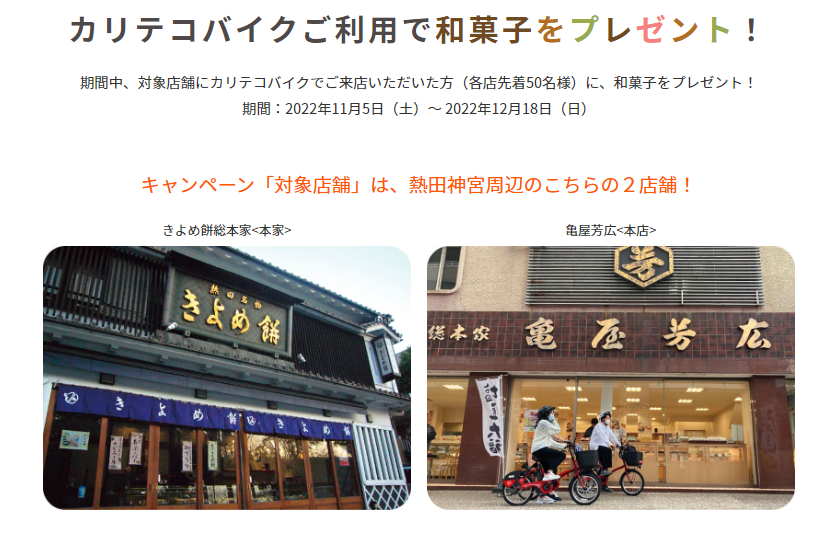 カリテコバイクご利用で和菓子をプレゼント！
期間中、対象店舗にカリテコバイクでご来店いただいた方（各店先着50名様）に、和菓子をプレゼント！
期間：2022年11月5日（土）～ 2022年12月18日（日）
キャンペーン「対象店舗」は、熱田神宮周辺のこちらの２店舗！
きよめ餅総本家<本家>
亀屋芳広<本店>
熱田名物
きよめ餅
きよめ餅
きよめ餅
芳
総本家 亀屋芳広
大福